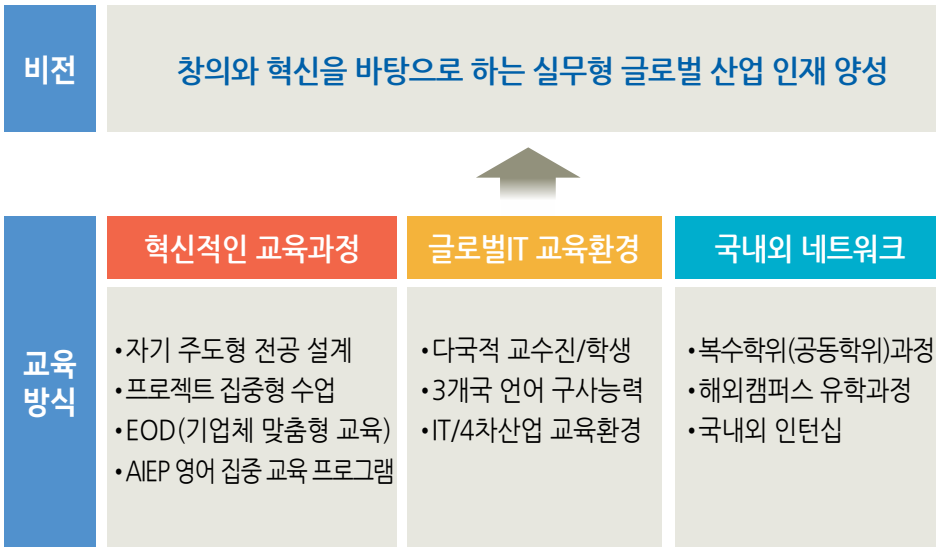 비전
창의와 혁신을 바탕으로 하는 실무형 글로벌 산업 인재 양성
교육
방식
혁신적인 교육과정
•자기 주도형 전공 설계
•프로젝트 집중형 수업
•EOD(기업체 맞춤형 교육)
•AIEP 영어 집중 교육 프로그램
글로벌IT 교육환경
•다국적 교수진/학생
•3개국 언어 구사능력
•IT/4차산업 교육환경
국내외 네트워크
•복수학위(공동학위)과정
•해외캠퍼스 유학과정
•국내외 인턴십